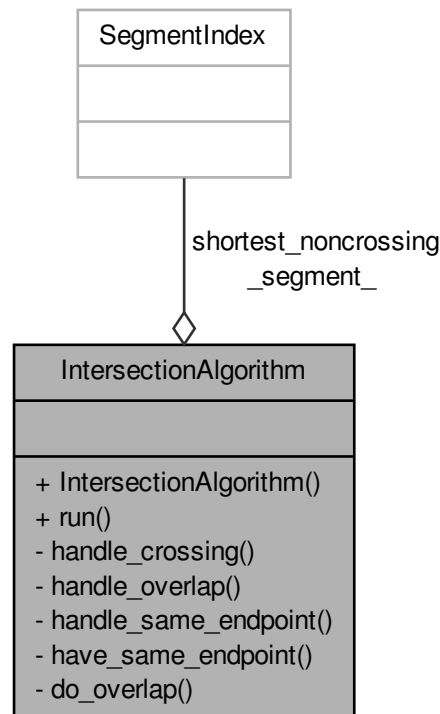 SegmentIndex
shortest_noncrossing
_segment_
IntersectionAlgorithm
+ IntersectionAlgorithm()
+ run()
- handle_crossing()
- handle_overlap()
- handle_same_endpoint()
- have_same_endpoint()
- do_overlap()